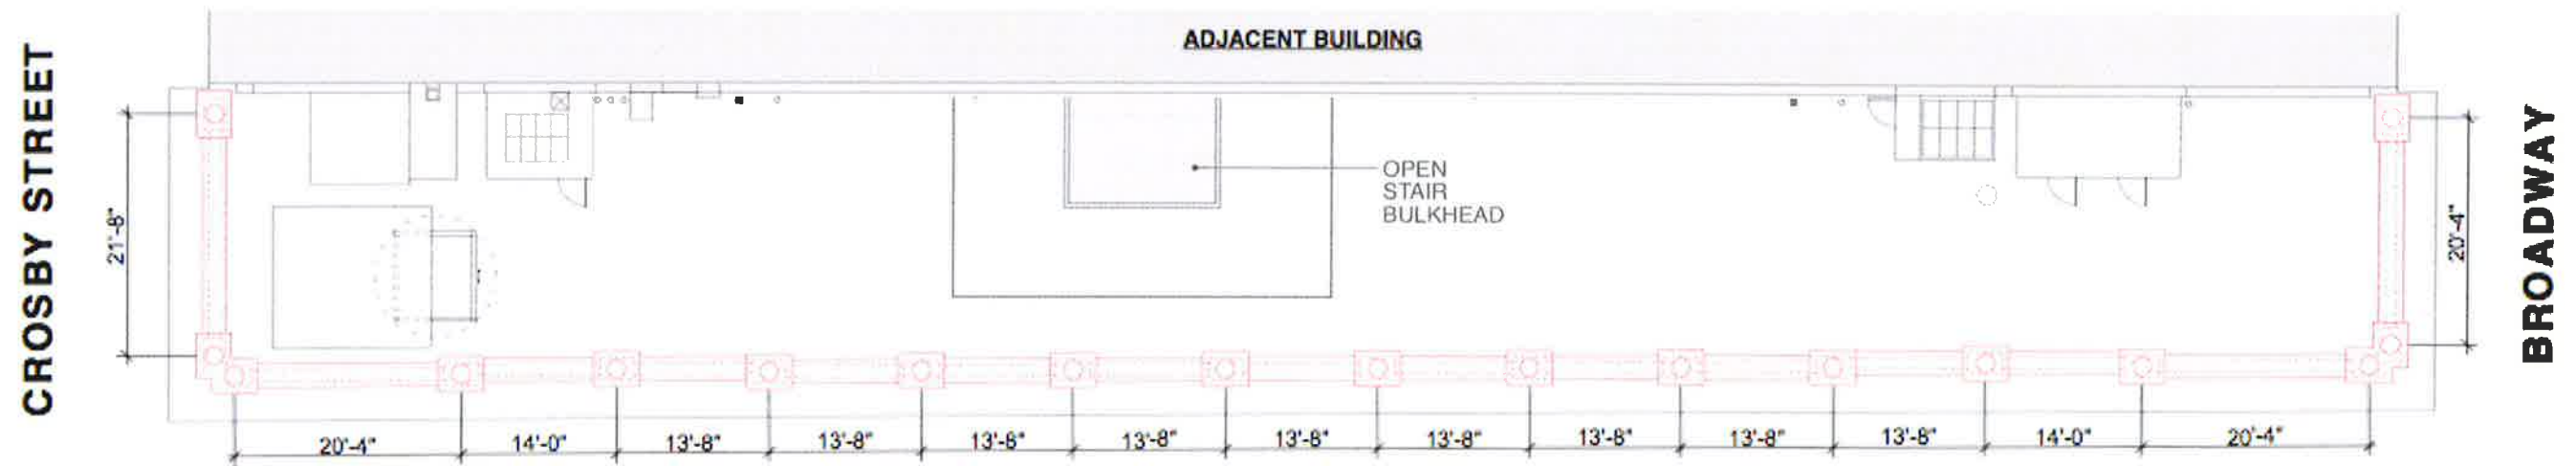 ADJACENT BUILDING
CROSBY STREET
21'-8"
OPEN
STAIR
BULKHEAD
20'-4"
BROADWAY
20'-4" 14'-0" 13'-8" 13'-8" 13'-8" 13'-8" 13'-8" 13'-8" 13'-8" 13'-8" 13'-8" 14'-0" 20'-4"